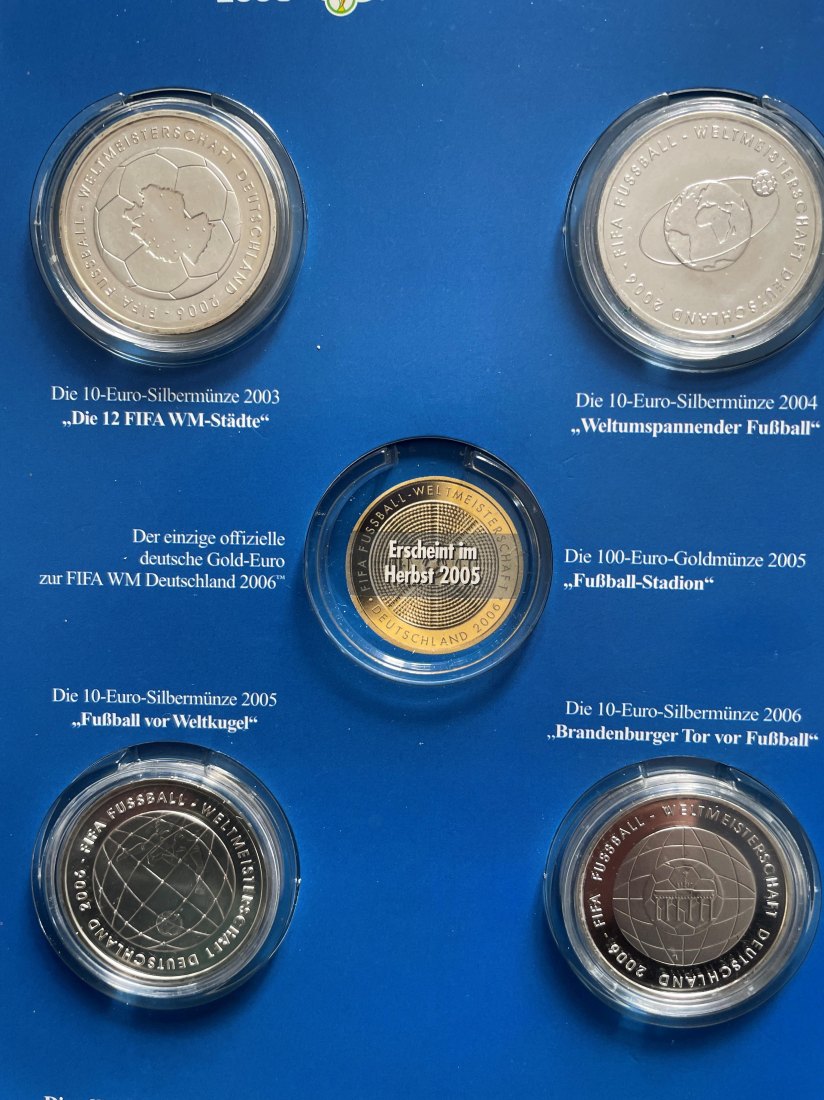 FIFA FUSSBALL - WELTMEISTERSCHAFT DEUTSCHLAND 2006 -
FIFA FUSSBALL - WELTMEISTERSCHAFT DEUTSCHLAND 2006 -
Die 10-Euro-Silbermünze 2003
„Die 12 FIFA WM-Städte“
Die 10-Euro-Silbermünze 2004
„Weltumspannender Fußball“
Der einzige offizielle
deutsche Gold-Euro
zur FIFA WM Deutschland 2006™
FIFA FUSSBALL-WELTMEISTERSCHAFT
• DEUTSCHLAND 2006 •
Erscheint im
Herbst 2005
Die 100-Euro-Goldmünze 2005
„Fußball-Stadion“
Die 10-Euro-Silbermünze 2005
„Fußball vor Weltkugel“
Die 10-Euro-Silbermünze 2006
„Brandenburger Tor vor Fußball“
FIFA FUSSBALL - WELTMEISTERSCHAFT DEUTSCHLAND 2006 -
FIFA FUSSBALL - WELTMEISTERSCHAFT DEUTSCHLAND 2006 -